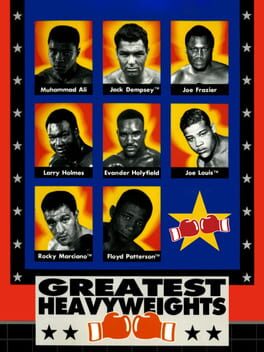 Muhammad Ali Jack Dempsey™ Joe Frazier
Larry Holmes Evander Holyfield Joe Louis™
Rocky Marciano™ Floyd Patterson™
GREATEST
HEAVYWEIGHTS